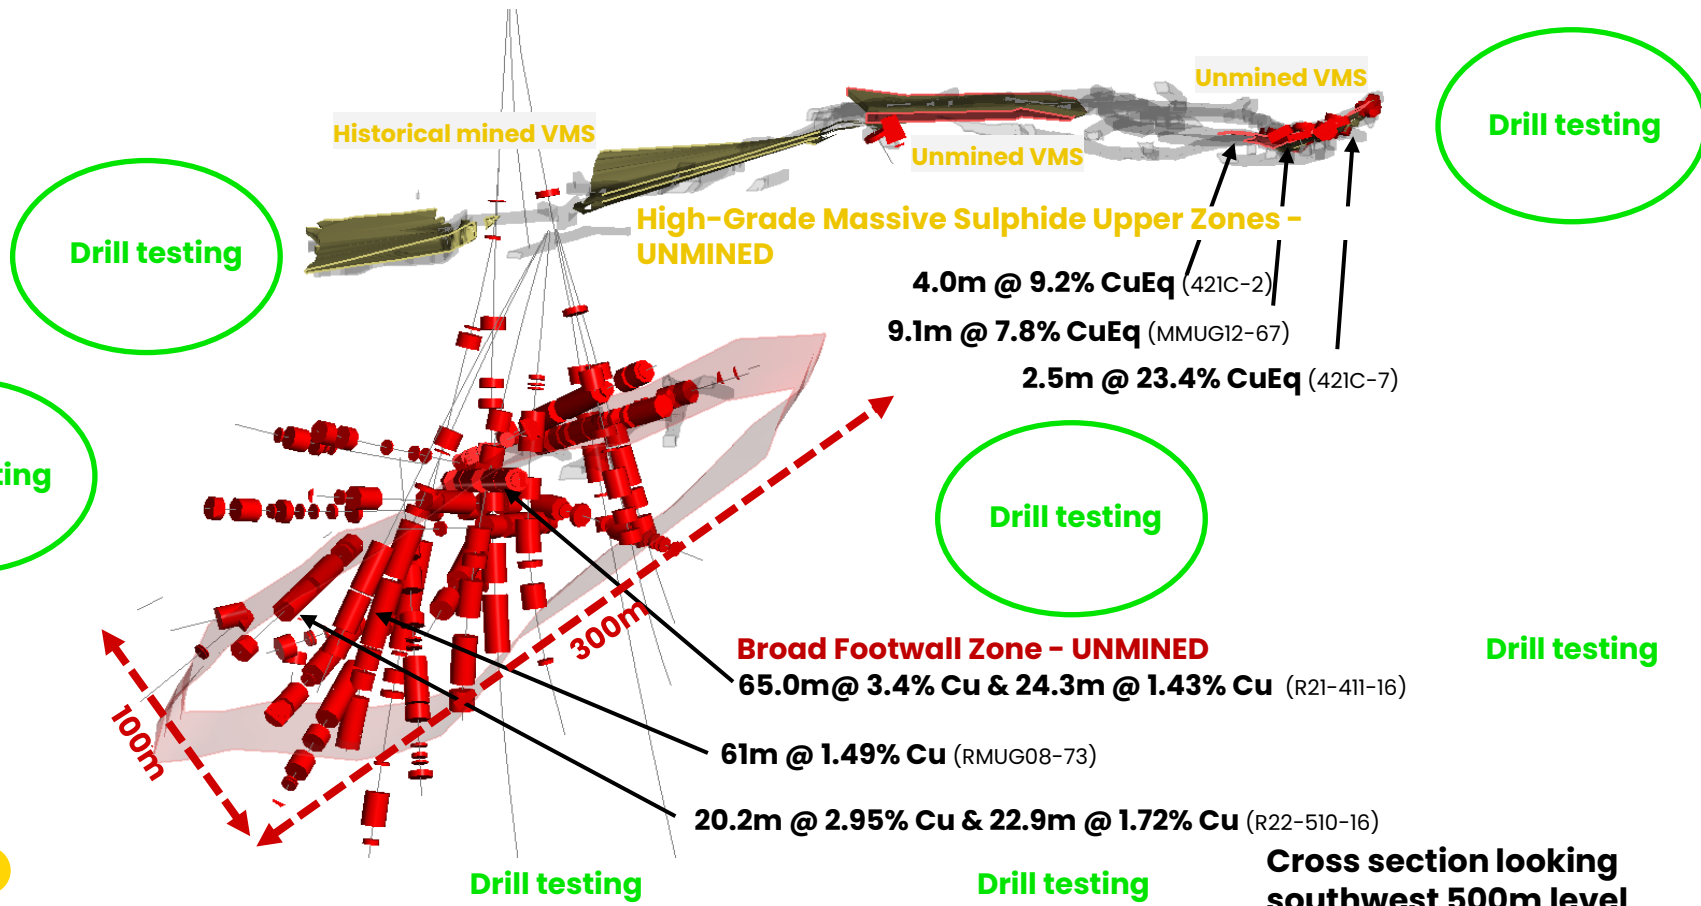 Unmined VMS
Drill testing
Historical mined VMS
Unmined VMS
High-Grade Massive Sulphide Upper Zones -
UNMINED
Drill testing
4.0m @ 9.2% CuEq (421C-2)
9.1m @ 7.8% CuEq (MMUG12-67)
2.5m @ 23.4% CuEq (421C-7)
ting
Drill testing
300m
Broad Footwall Zone - UNMINED
65.0m@ 3.4% Cu & 24.3m @ 1.43% Cu (R21-411-16)
Drill testing
100m
61m @ 1.49% Cu (RMUG08-73)
20.2m @ 2.95% Cu & 22.9m @ 1.72% Cu (R22-510-16)
Drill testing
Drill testing
Cross section looking
southwest 500m level